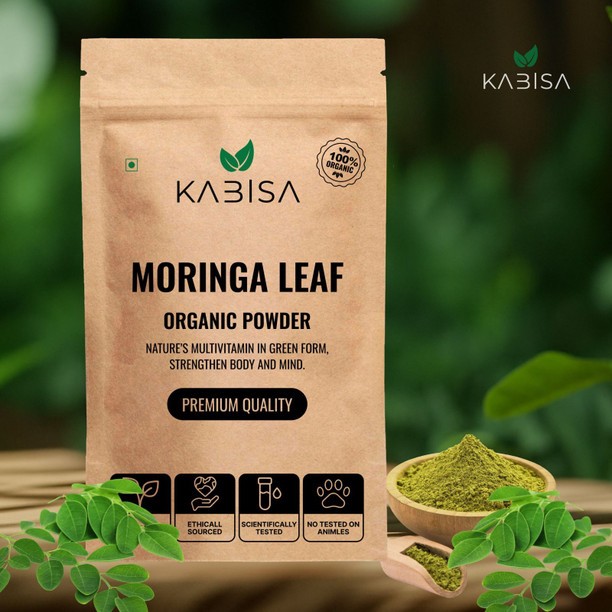 KABISA
100%
ORGANIC
KABISA
MORINGA LEAF
ORGANIC POWDER
NATURE'S MULTIVITAMIN IN GREEN FORM,
STRENGTHEN BODY AND MIND.
PREMIUM QUALITY
ETHICALL
SOURCED
SCIENTIFICALLY
TESTED
NO TESTED ON
ANIMLES